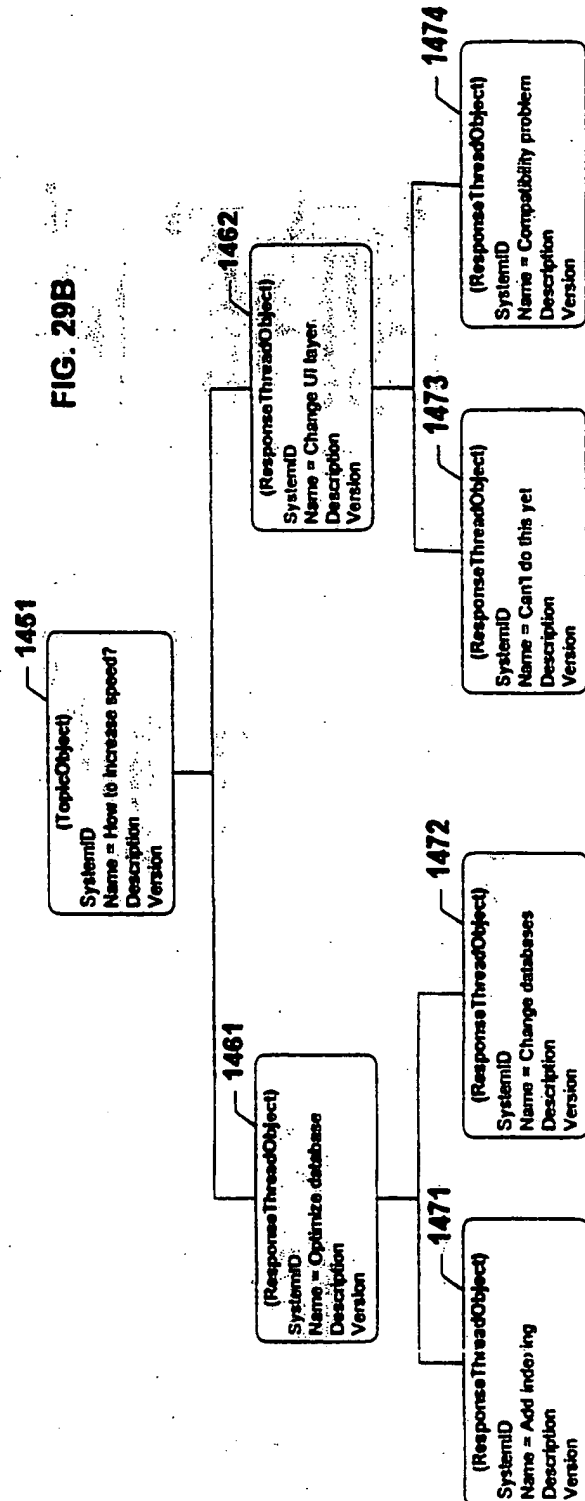 FIG. 29B
1451
(TopicObject)
SystemID
Name = How to increase speed?
Description
Version
1461
(ResponseThreadObject)
SystemID
Name = Optimize database
Description
Version
1462
(ResponseThreadObject)
SystemID
Name = Change UI layer
Description
Version
1471
(ResponseThreadObject)
SystemID
Name = Add indexing
Description
Version
1472
(ResponseThreadObject)
SystemID
Name = Change databases
Description
Version
1473
(ResponseThreadObject)
SystemID
Name = Can't do this yet
Description
Version
1474
(ResponseThreadObject)
SystemID
Name = Compatibility problem
Description
Version